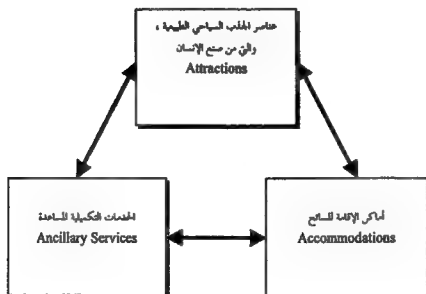 عناصر الجذب السياحي الطبيعية ،
والتي من صنع الإنسان
Attractions
الخدمات التكميلية المساعدة
Ancillary Services
أماكن الإقامة للسائح
Accommodations